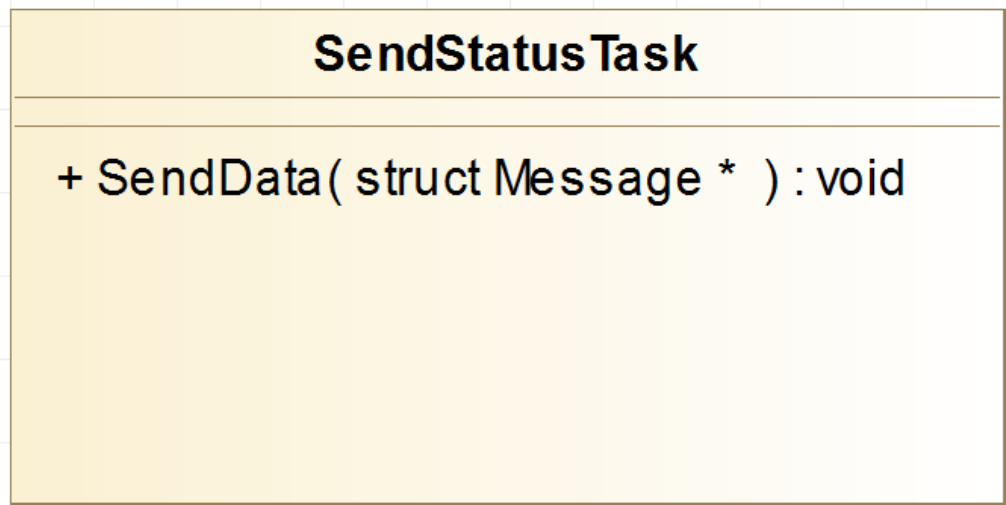 SendStatusTask
+ SendData( struct Message * ) : void